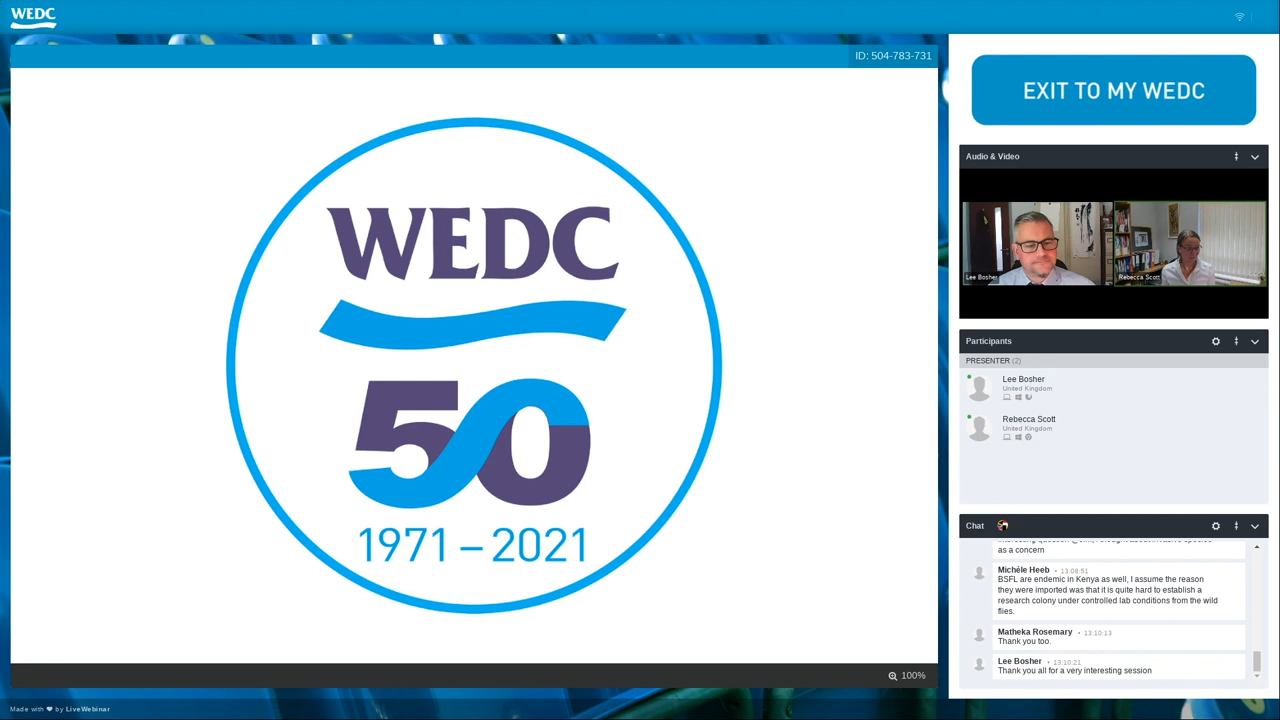 WEDC
ID: 504-783-731
WEDC
50
1971 – 2021
100%
EXIT TO MY WEDC
Audio & Video
Lee Bosher
Rebecca Scott
Participants
PRESENTER (2)
Lee Bosher
United Kingdom
Rebecca Scott
United Kingdom
Chat
as a concern
Michèle Heeb • 13:08:51
BSFL are endemic in Kenya as well, I assume the reason
they were imported was that it is quite hard to establish a
research colony under controlled lab conditions from the wild
flies.
Matheka Rosemary • 13:10:13
Thank you too.
Lee Bosher • 13:10:21
Thank you all for a very interesting session
Made with ❤ by LiveWebinar